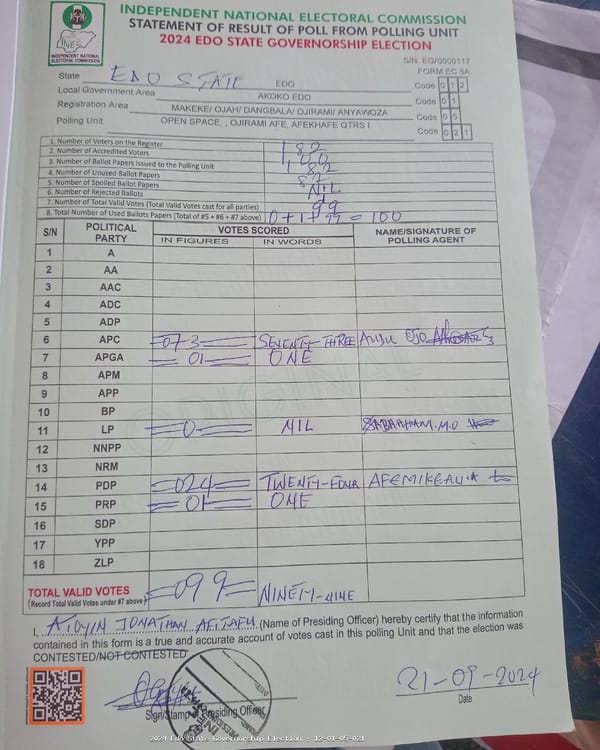 INDEPENDENT NATIONAL ELECTORAL COMMISSION
STATEMENT OF RESULT OF POLL FROM POLLING UNIT
2024 EDO STATE GOVERNORSHIP ELECTION
INEC
INDEPENDENT NATIONAL ELECTORAL COMMISSION
S/N. EG/0000117
FORM EC 8A
State EDO STATE EDO Code 0 1 2
Local Government Area AKOKO EDO Code 0 1
Registration Area MAKEKE/ OJAH/ DANGBALA/ OJIRAMI/ ANYAWOZA Code 0 5
Polling Unit OPEN SPACE, , OJIRAMI AFE, AFEKHAFE QTRS I Code 0 2 1
1. Number of Voters on the Register 182
2. Number of Accredited Voters 100
3. Number of Ballot Papers Issued to the Polling Unit 182
4. Number of Unused Ballot Papers 82
5. Number of Spoiled Ballot Papers NIL
6. Number of Rejected Ballots
7. Number of Total Valid Votes (Total Valid Votes cast for all parties) 99
8. Total Number of Used Ballots Papers (Total of #5 + #6 + #7 above) 0+1+99 = 100
S/N POLITICAL PARTY VOTES SCORED NAME/SIGNATURE OF POLLING AGENT
IN FIGURES IN WORDS
1 A
2 AA
3 AAC
4 ADC
5 ADP
6 APC 073 SEVENTY-THREE
7 APGA 01 ONE
8 APM
9 APP
10 BP
11 LP 0 NIL
12 NNPP
13 NRM
14 PDP 024 TWENTY-FOUR
15 PRP 01 ONE
16 SDP
17 YPP
18 ZLP
ORIGINAL
TOTAL VALID VOTES 099 NINETY-NINE
(Record Total Valid Votes under #7 above)
I, JONATHAN (Name of Presiding Officer) hereby certify that the information
contained in this form is a true and accurate account of votes cast in this polling Unit and that the election was
CONTESTED/NOT CONTESTED
21-09-2024
Sign/Stamp of Presiding Officer Date
2024 Edo State Governorship Election : 12-01-05-021